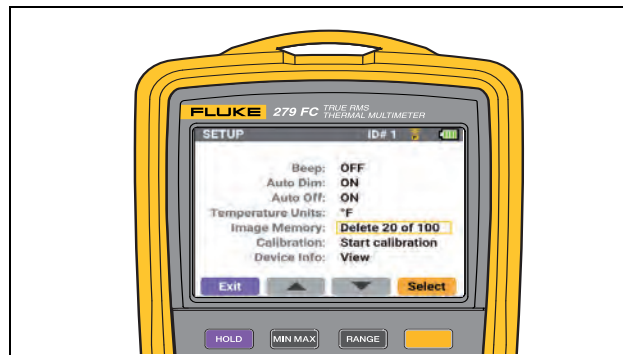 FLUKE 279 FC TRUE RMS
THERMAL MULTIMETER
SETUP ID# 1
Beep: OFF
Auto Dim: ON
Auto Off: ON
Temperature Units: °F
Image Memory: Delete 20 of 100
Calibration: Start calibration
Device Info: View
Exit Select
HOLD MIN MAX RANGE